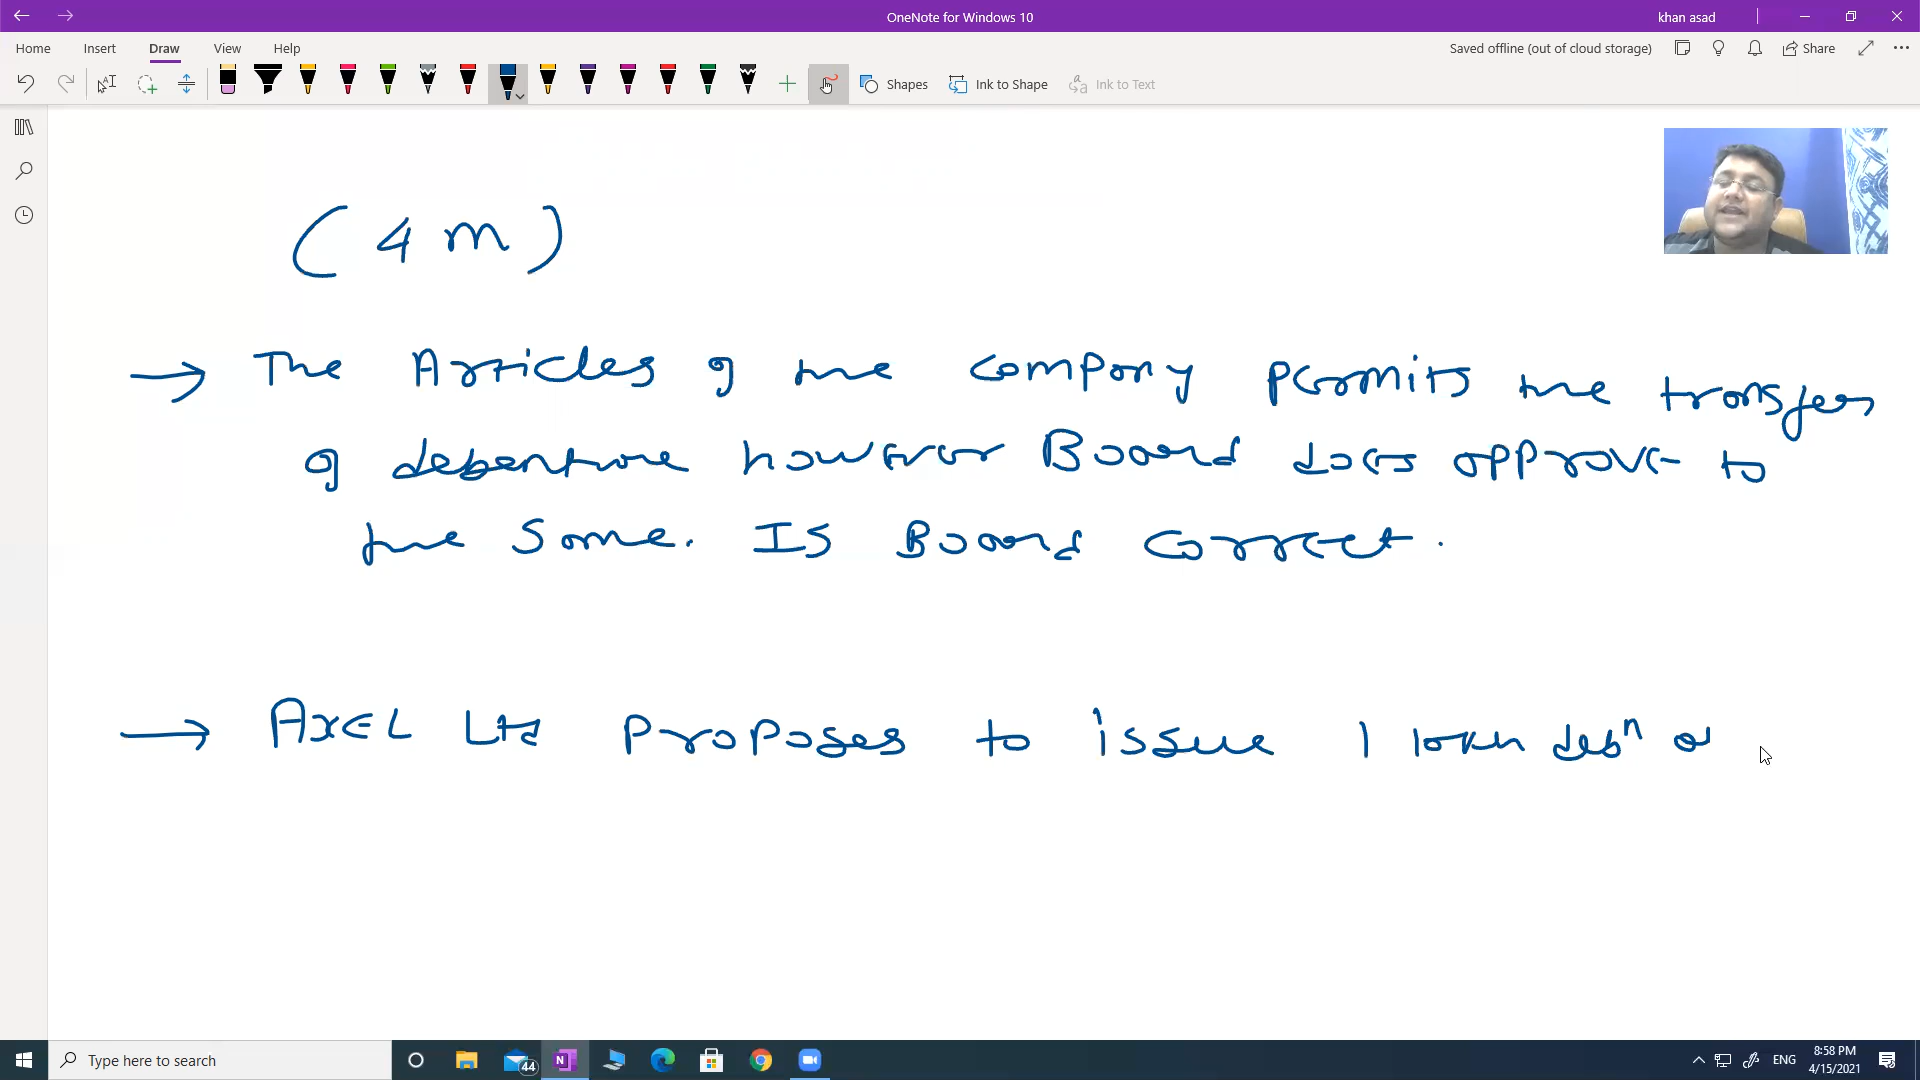 OneNote for Windows 10
khan asad
Home Insert Draw View Help
Saved offline (out of cloud storage)
Share
Shapes
Ink to Shape
Ink to Text
(4 m)
→ The Articles of the company permits the transfer
of debenture however Board does approve to
the same. Is Board correct.
→ AXEL Ltd proposes to issue 1 lakh debn of
Type here to search
44
ENG
8:58 PM
4/15/2021